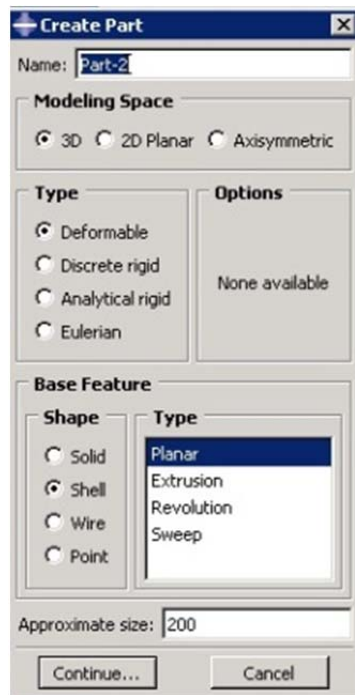 Create Part
Name: Part-2
Modeling Space
3D 2D Planar Axisymmetric
Type
Deformable
Discrete rigid
Analytical rigid
Eulerian
Options
None available
Base Feature
Shape
Solid
Shell
Wire
Point
Type
Planar
Extrusion
Revolution
Sweep
Approximate size: 200
Continue... Cancel